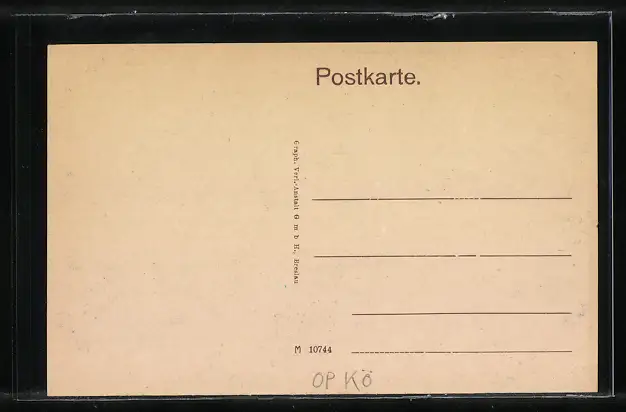 Postkarte.
Graph. Verl.-Anstalt G m b H., Breslau
M 10744
OP KÖ